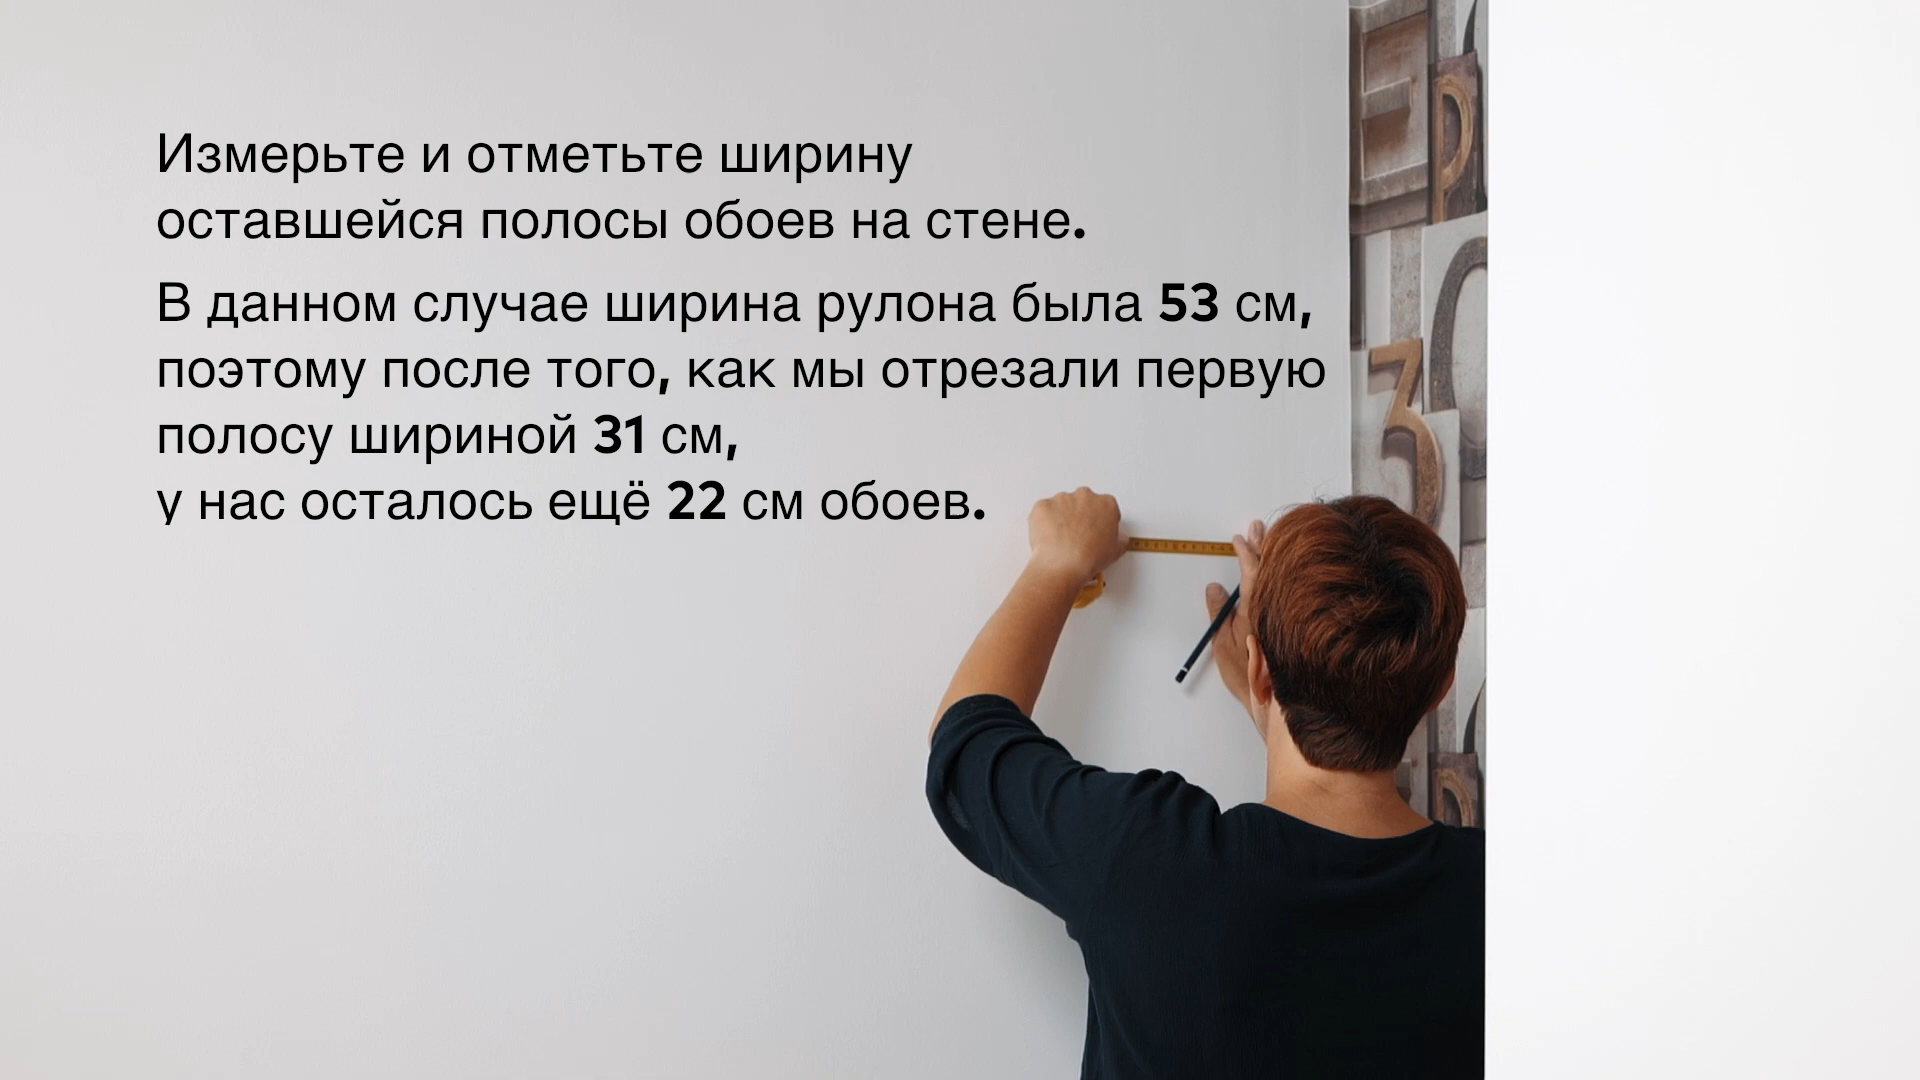 Измерьте и отметьте ширину
оставшейся полосы обоев на стене.
В данном случае ширина рулона была 53 см,
поэтому после того, как мы отрезали первую
полосу шириной 31 см,
у нас осталось ещё 22 см обоев.